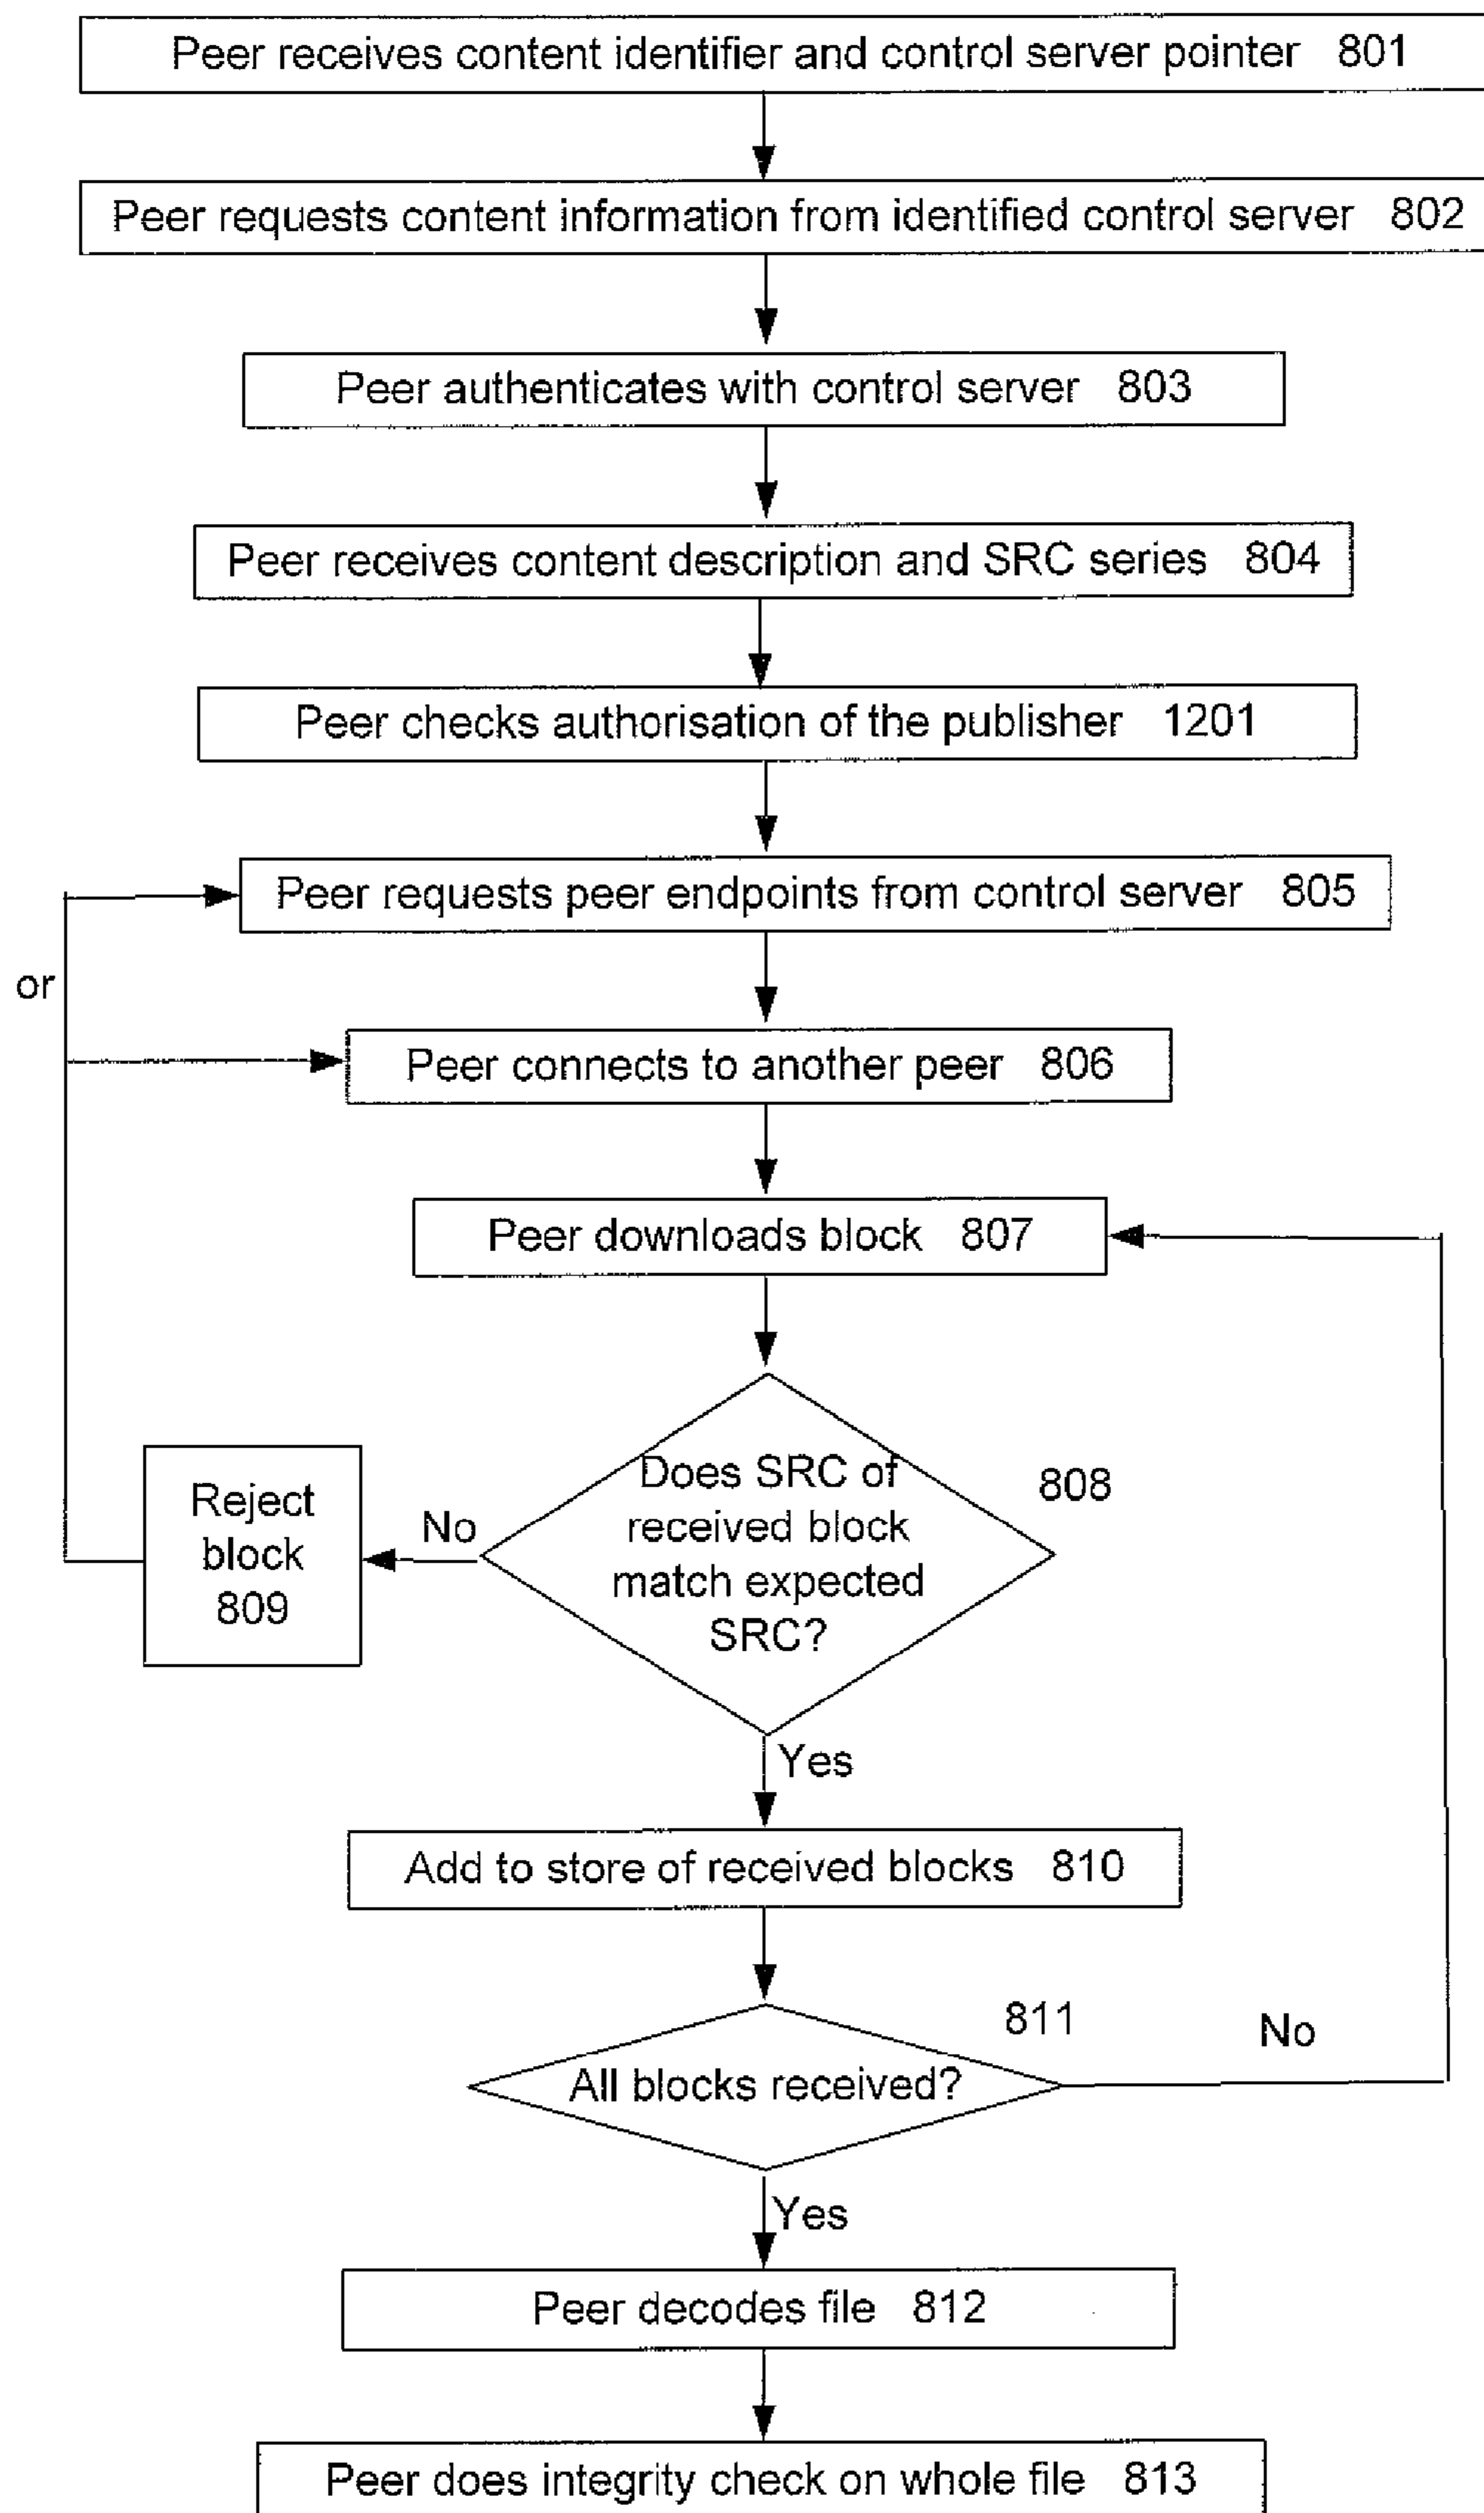 Peer receives content identifier and control server pointer 801
Peer requests content information from identified control server 802
Peer authenticates with control server 803
Peer receives content description and SRC series 804
Peer checks authorisation of the publisher 1201
Peer requests peer endpoints from control server 805
or
Peer connects to another peer 806
Peer downloads block 807
Does SRC of
received block
match expected
SRC?
808
No
Reject
block
809
Yes
Add to store of received blocks 810
All blocks received?
811
No
Yes
Peer decodes file 812
Peer does integrity check on whole file 813